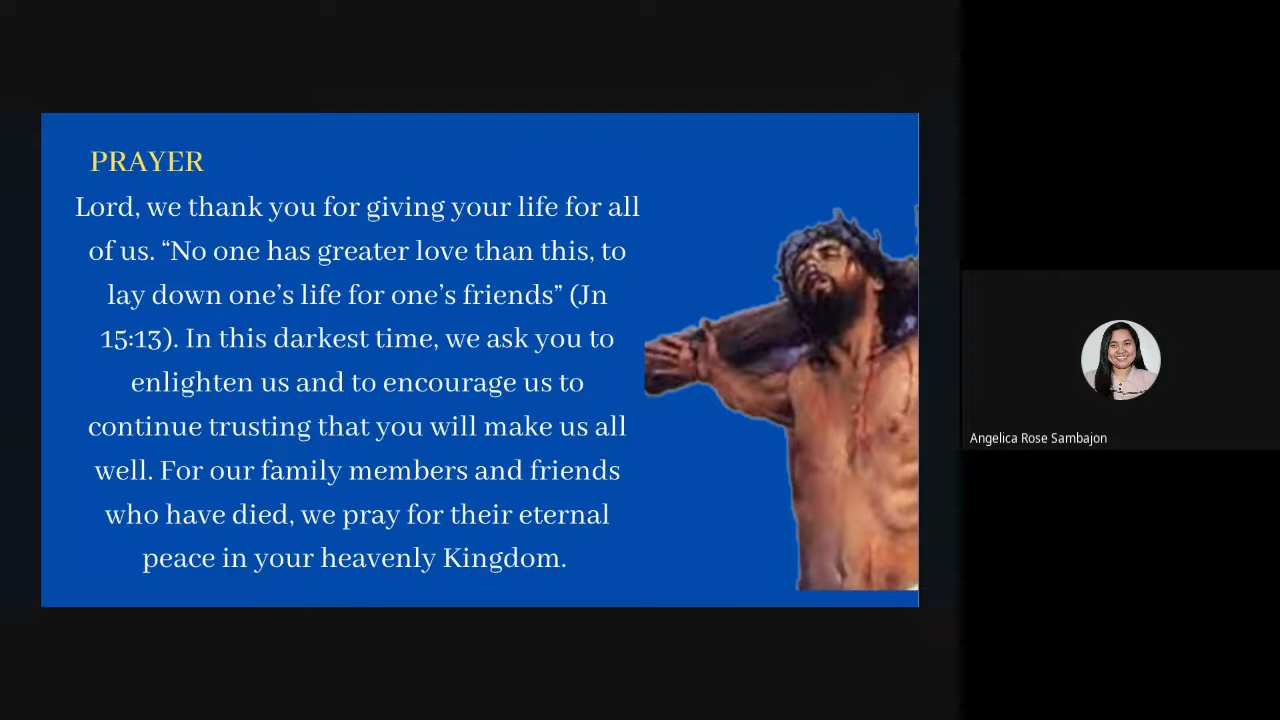 PRAYER
Lord, we thank you for giving your life for all
of us. “No one has greater love than this, to
lay down one’s life for one’s friends” (Jn
15:13). In this darkest time, we ask you to
enlighten us and to encourage us to
continue trusting that you will make us all
well. For our family members and friends
who have died, we pray for their eternal
peace in your heavenly Kingdom.
Angelica Rose Sambajon